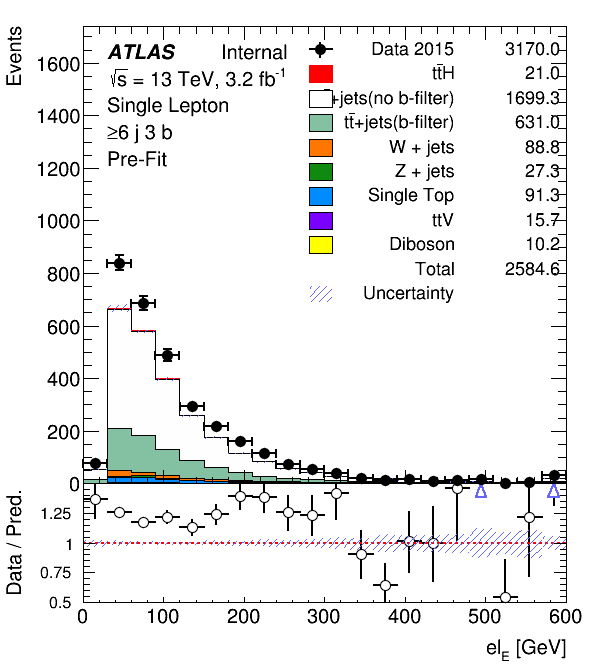 Events
ATLAS Internal
√s = 13 TeV, 3.2 fb⁻¹
Single Lepton
≥6 j 3 b
Pre-Fit
Data 2015 3170.0
tt̄H 21.0
+jets(no b-filter) 1699.3
tt̄+jets(b-filter) 631.0
W + jets 88.8
Z + jets 27.3
Single Top 91.3
ttV 15.7
Diboson 10.2
Total 2584.6
Uncertainty
1600
1400
1200
1000
800
600
400
200
0
Data / Pred.
1.25
1
0.75
0.5
0 100 200 300 400 500 600
el_E [GeV]